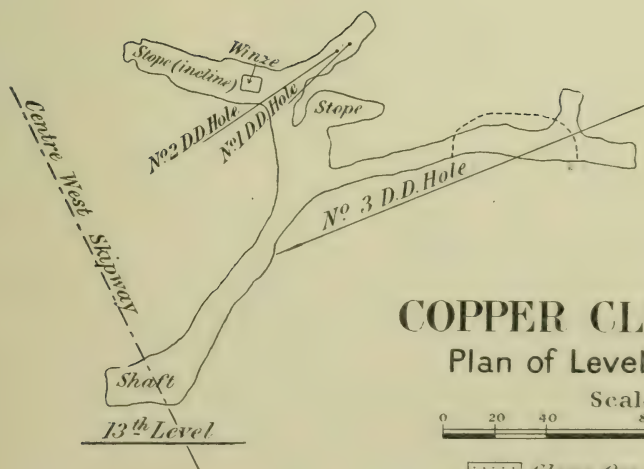 Winze
Stope (incline)
Stope
No 2 D.D. Hole
No 1 D.D. Hole
No 3 D.D. Hole
Centre West Skipway
COPPER CL
Plan of Level
Scal
0 20 40 8
Shaft
13th Level